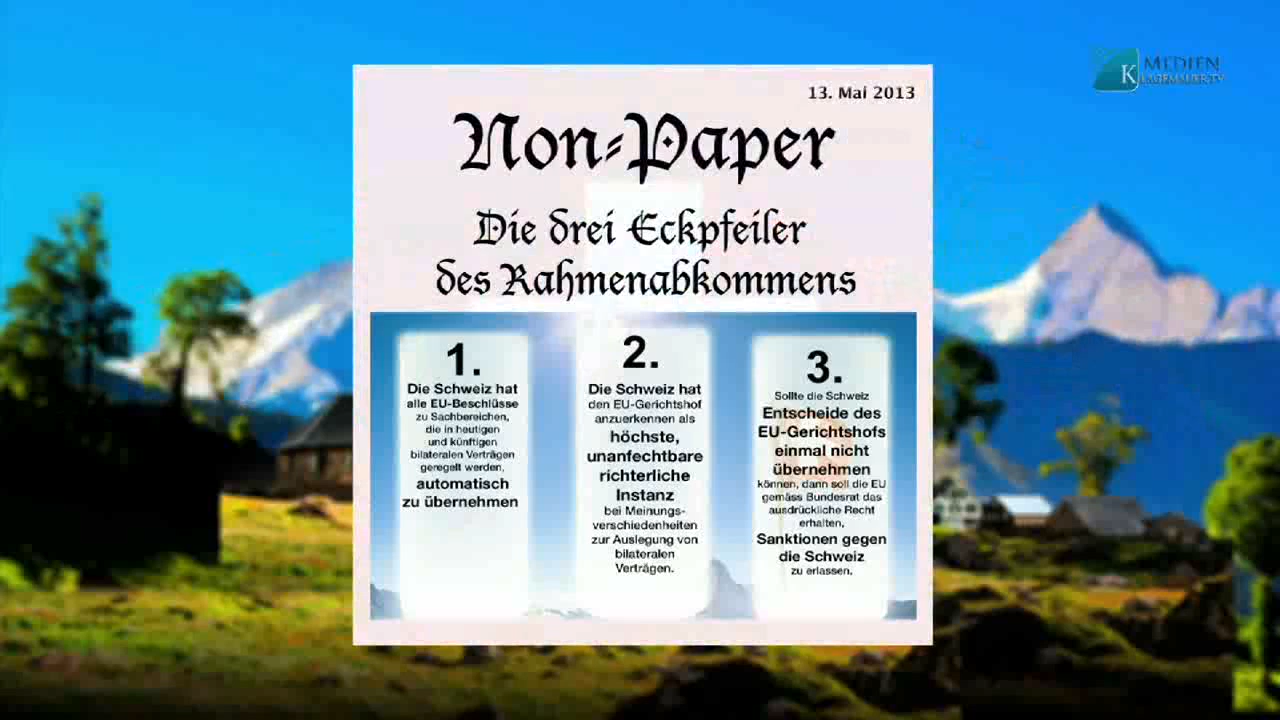 MEDIEN
K LAGEMAUER.TV
13. Mai 2013
Non-Paper
Die drei Eckpfeiler
des Rahmenabkommens
1.
Die Schweiz hat
alle EU-Beschlüsse
zu Sachbereichen,
die in heutigen
und künftigen
bilateralen Verträgen
geregelt werden,
automatisch
zu übernehmen
2.
Die Schweiz hat
den EU-Gerichtshof
anzuerkennen als
höchste,
unanfechtbare
richterliche
Instanz
bei Meinungs-
verschiedenheiten
zur Auslegung von
bilateralen
Verträgen.
3.
Sollte die Schweiz
Entscheide des
EU-Gerichtshofs
einmal nicht
übernehmen
können, dann soll die EU
gemäss Bundesrat das
ausdrückliche Recht
erhalten,
Sanktionen gegen
die Schweiz
zu erlassen.